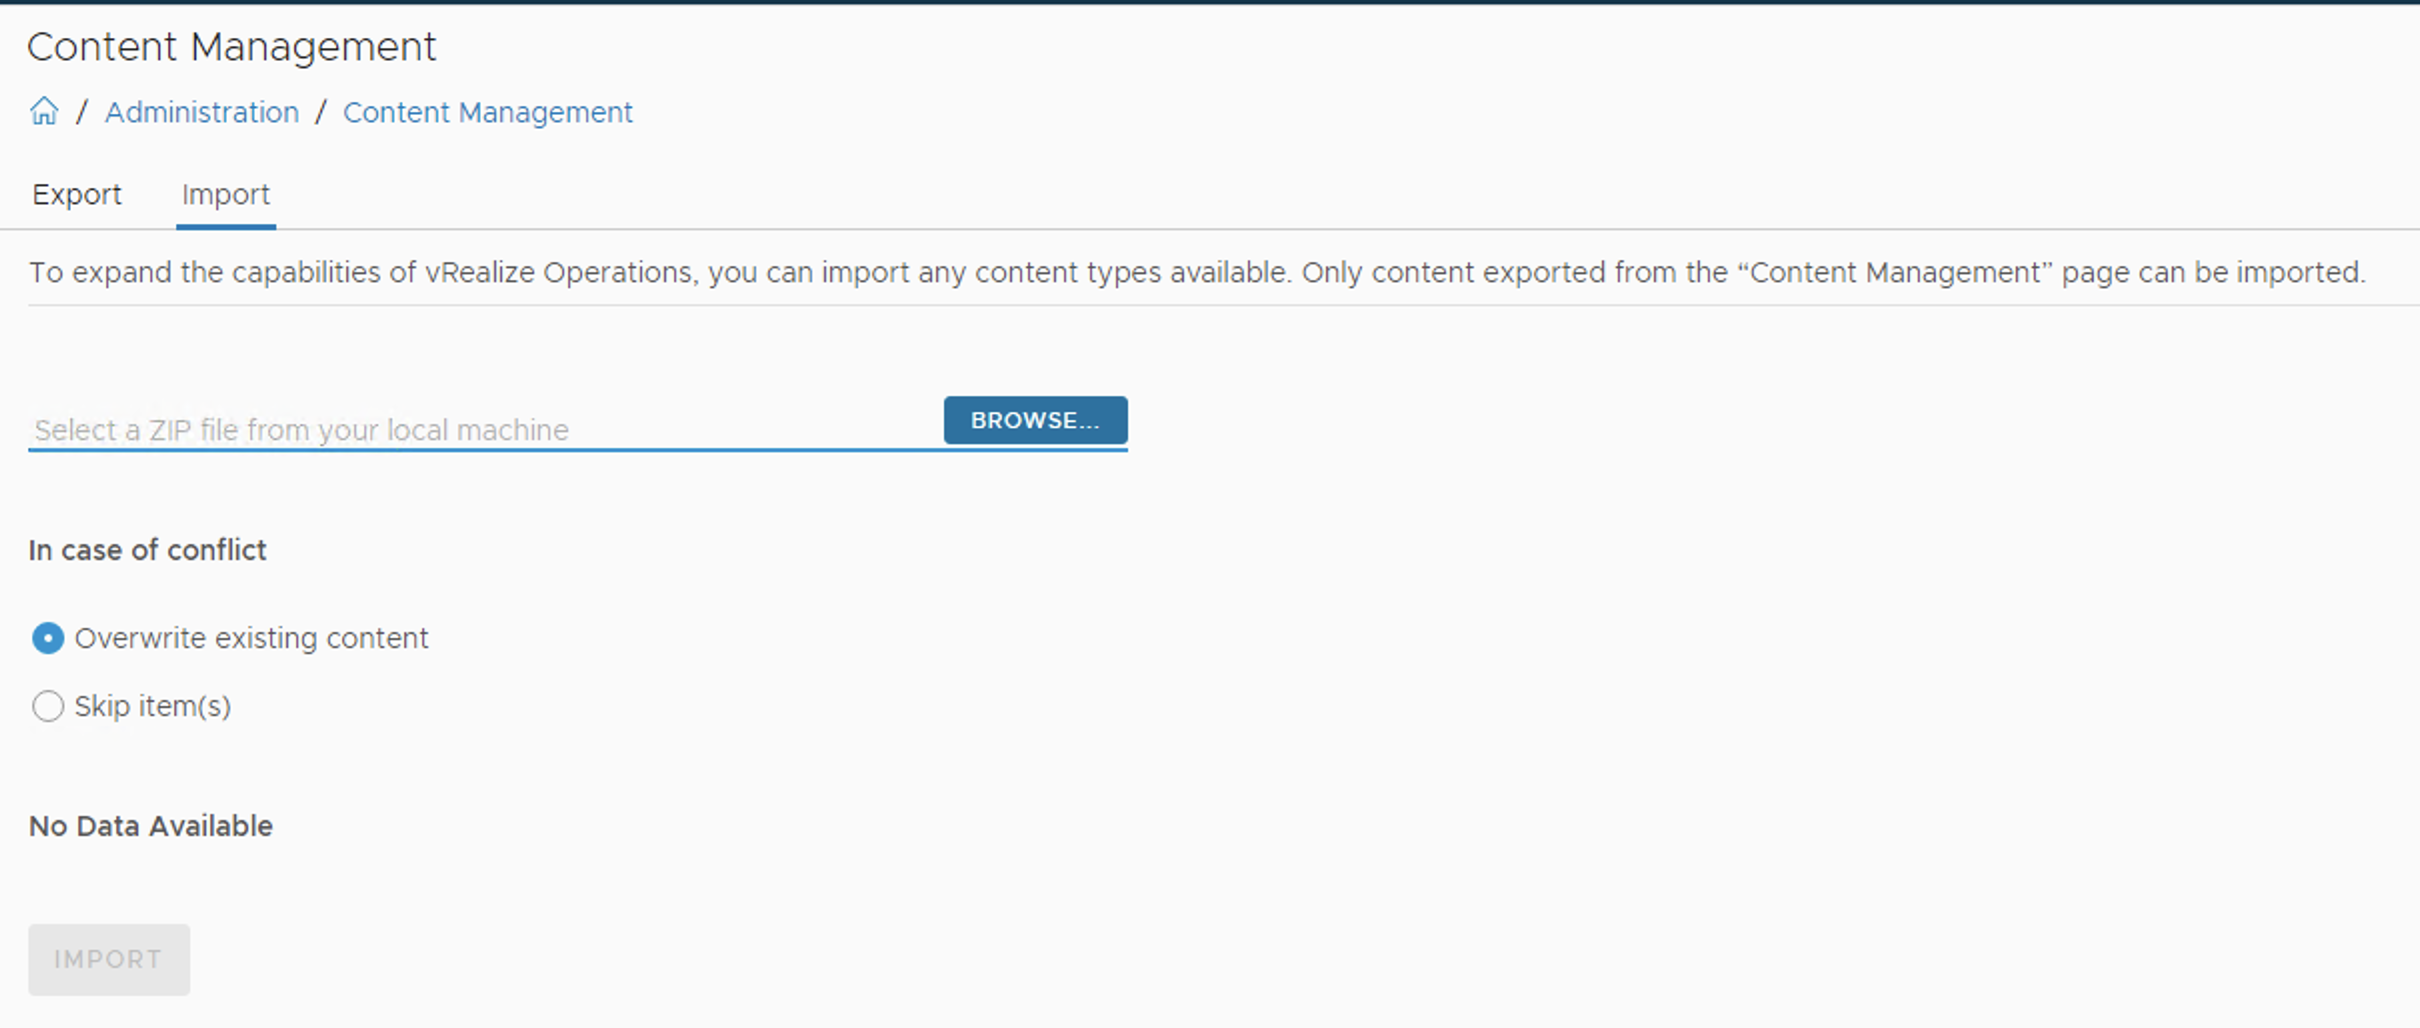 Content Management
/ Administration / Content Management
Export Import
To expand the capabilities of vRealize Operations, you can import any content types available. Only content exported from the “Content Management” page can be imported.
Select a ZIP file from your local machine BROWSE...
In case of conflict
Overwrite existing content
Skip item(s)
No Data Available
IMPORT